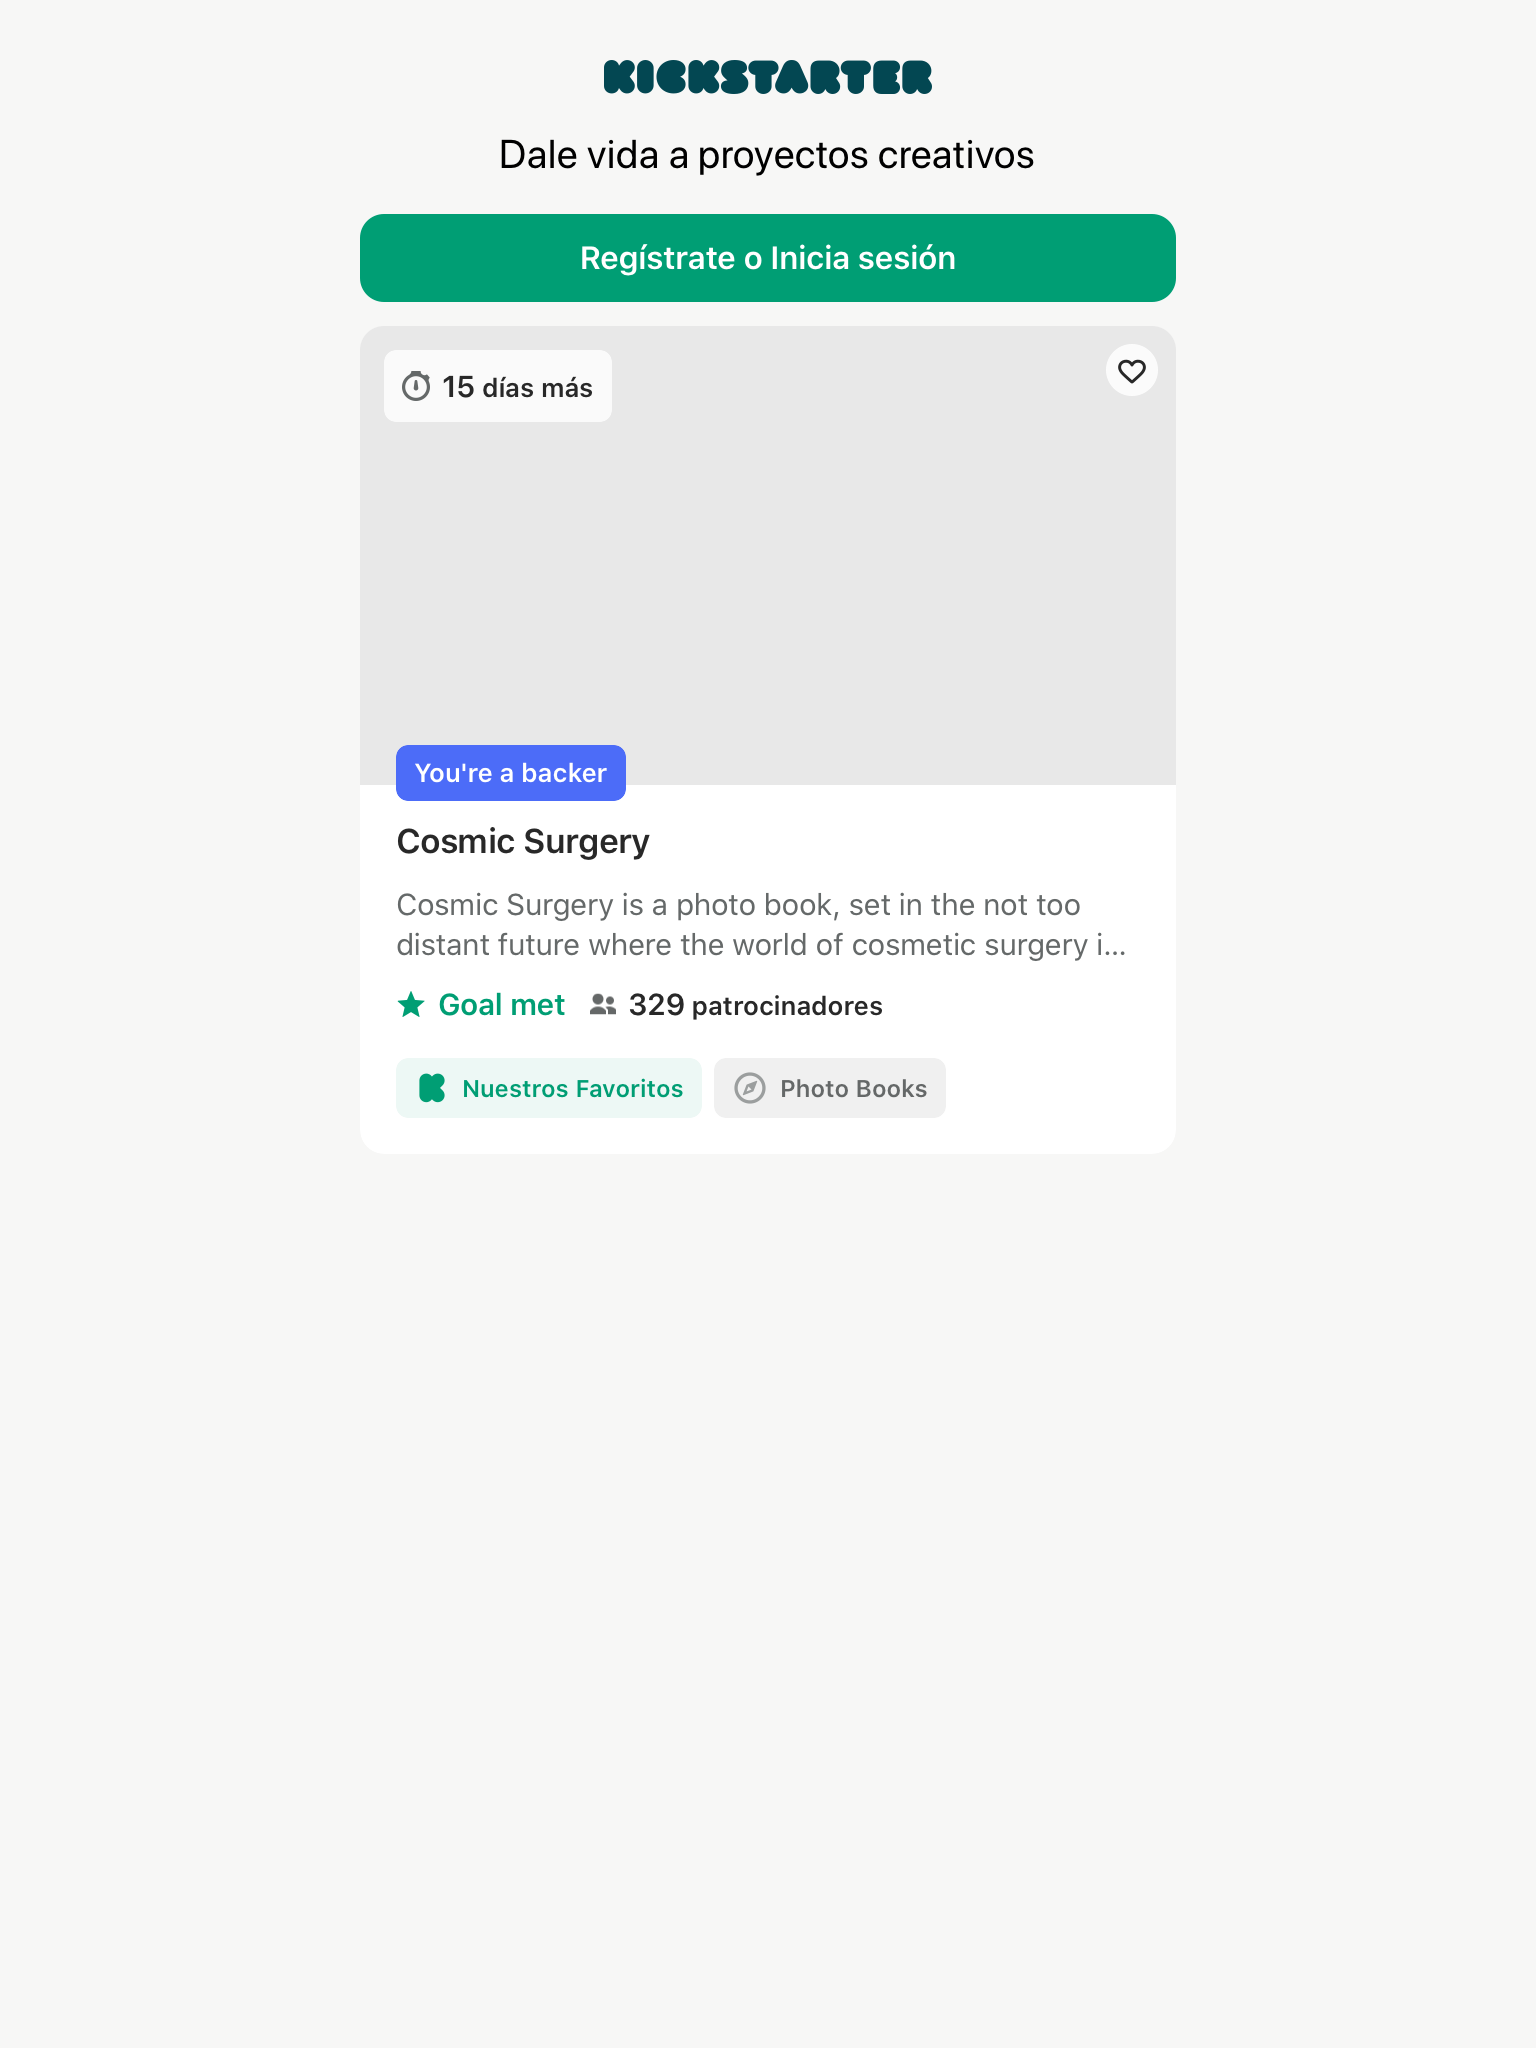 KICKSTARTER
Dale vida a proyectos creativos
Regístrate o Inicia sesión
15 días más
You're a backer
Cosmic Surgery
Cosmic Surgery is a photo book, set in the not too
distant future where the world of cosmetic surgery i...
Goal met 329 patrocinadores
Nuestros Favoritos Photo Books